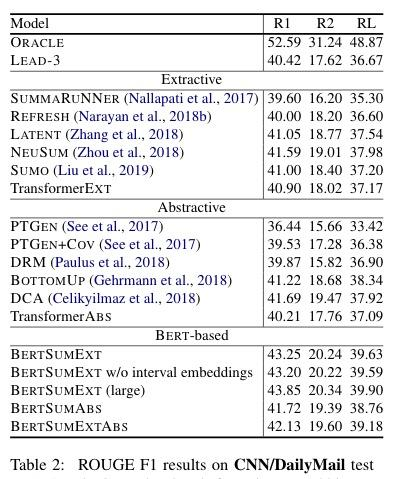 Model R1 R2 RL
ORACLE 52.59 31.24 48.87
LEAD-3 40.42 17.62 36.67
Extractive
SUMMARUNNER (Nallapati et al., 2017) 39.60 16.20 35.30
REFRESH (Narayan et al., 2018b) 40.00 18.20 36.60
LATENT (Zhang et al., 2018) 41.05 18.77 37.54
NEUSUM (Zhou et al., 2018) 41.59 19.01 37.98
SUMO (Liu et al., 2019) 41.00 18.40 37.20
TransformerEXT 40.90 18.02 37.17
Abstractive
PTGEN (See et al., 2017) 36.44 15.66 33.42
PTGEN+COV (See et al., 2017) 39.53 17.28 36.38
DRM (Paulus et al., 2018) 39.87 15.82 36.90
BOTTOMUP (Gehrmann et al., 2018) 41.22 18.68 38.34
DCA (Celikyilmaz et al., 2018) 41.69 19.47 37.92
TransformerABS 40.21 17.76 37.09
BERT-based
BERTSUMEXT 43.25 20.24 39.63
BERTSUMEXT w/o interval embeddings 43.20 20.22 39.59
BERTSUMEXT (large) 43.85 20.34 39.90
BERTSUMABS 41.72 19.39 38.76
BERTSUMEXTABS 42.13 19.60 39.18
Table 2: ROUGE F1 results on CNN/DailyMail test